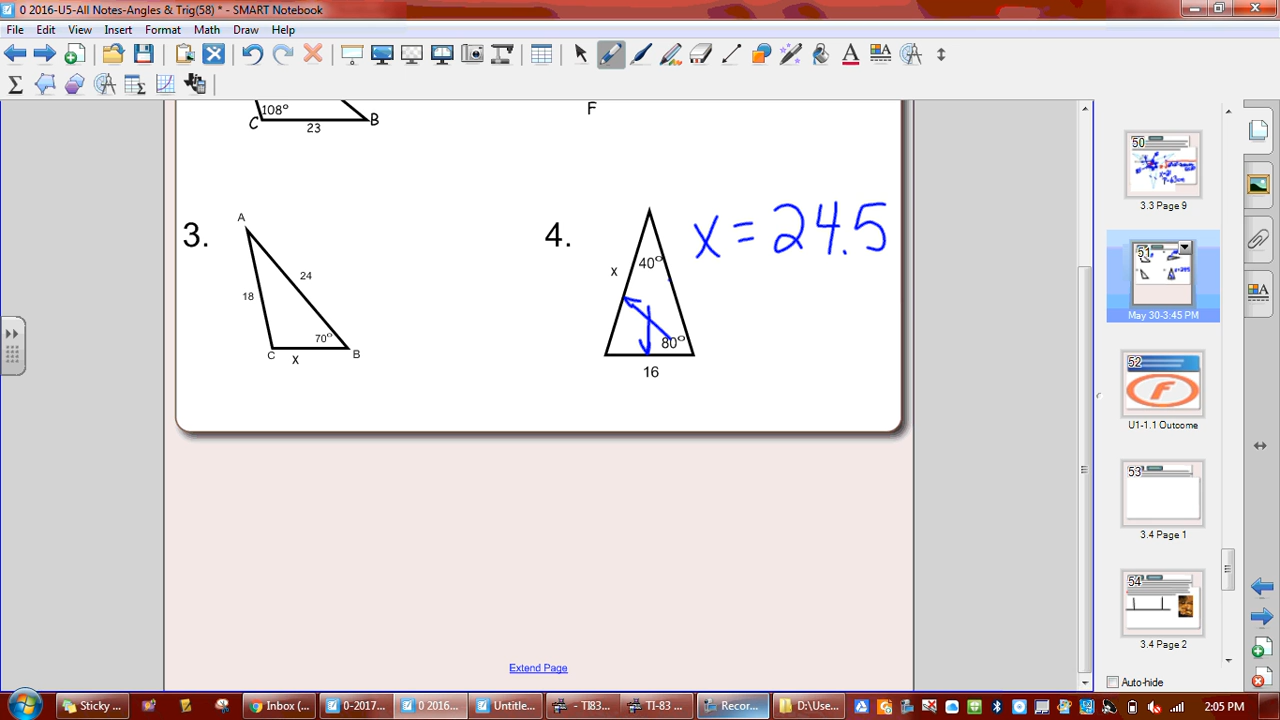 0 2016-U5-All Notes-Angles & Trig(58) * - SMART Notebook
File Edit View Insert Format Math Draw Help
108°
C
B
23
F
3.
A
24
18
70°
C
x
B
4.
x = 24.5
x
40°
80°
16
Extend Page
50
3.3 Page 9
51
May 30-3:45 PM
52
F
U1-1.1 Outcome
53
3.4 Page 1
54
3.4 Page 2
Auto-hide
Sticky ...
Inbox (...
0-2017...
0 2016...
Untitle...
- TI83...
TI-83 ...
Recor...
D:\Use...
2:05 PM